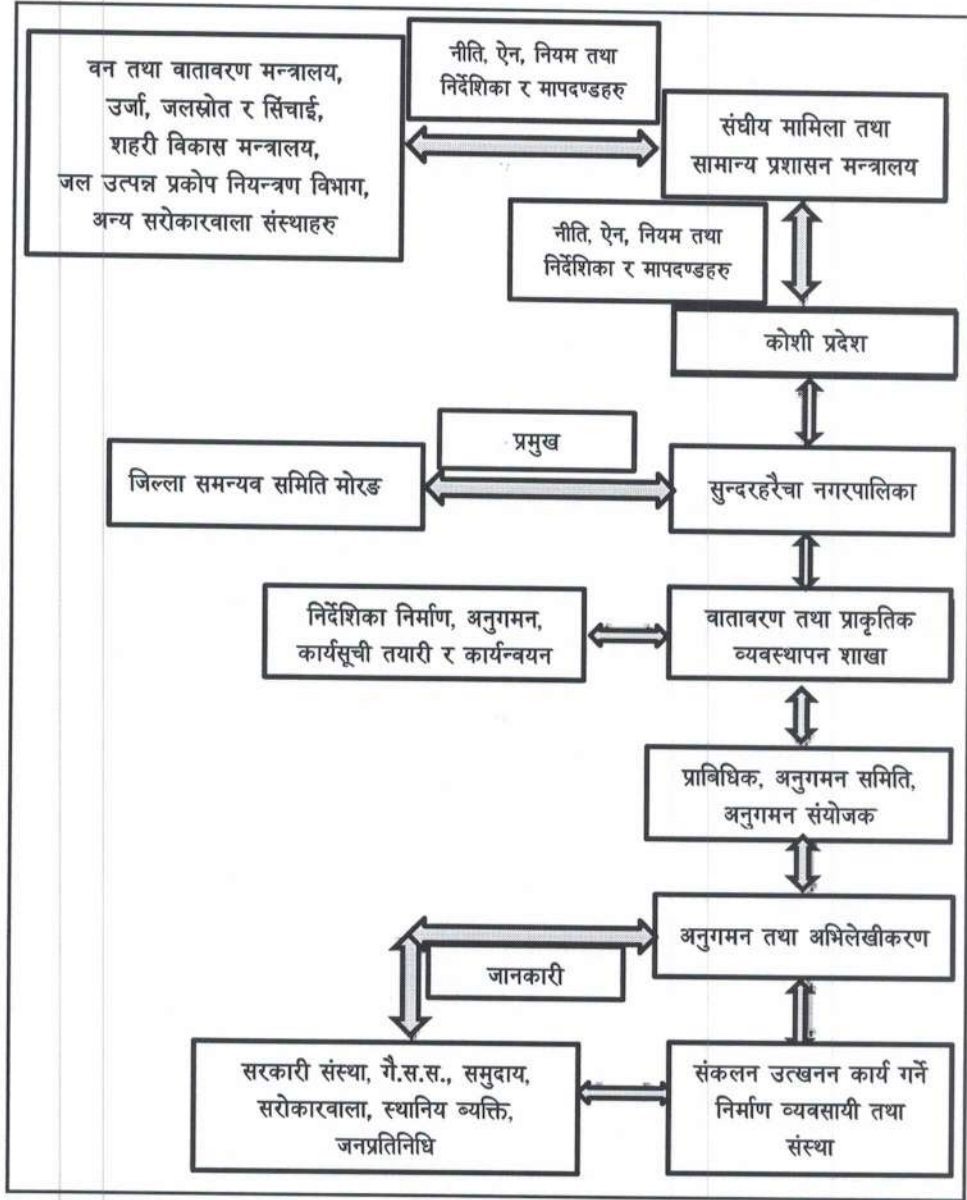 वन तथा वातावरण मन्त्रालय,
उर्जा, जलस्रोत र सिंचाई,
शहरी विकास मन्त्रालय,
जल उत्पन्न प्रकोप नियन्त्रण विभाग,
अन्य सरोकारवाला संस्थाहरु
नीति, ऐन, नियम तथा
निर्देशिका र मापदण्डहरु
संघीय मामिला तथा
सामान्य प्रशासन मन्त्रालय
नीति, ऐन, नियम तथा
निर्देशिका र मापदण्डहरु
कोशी प्रदेश
प्रमुख
जिल्ला समन्यव समिति मोरङ
सुन्दरहरैचा नगरपालिका
निर्देशिका निर्माण, अनुगमन,
कार्यसूची तयारी र कार्यन्वयन
वातावरण तथा प्राकृतिक
व्यवस्थापन शाखा
प्राबिधिक, अनुगमन समिति,
अनुगमन संयोजक
अनुगमन तथा अभिलेखीकरण
जानकारी
सरकारी संस्था, गै.स.स., समुदाय,
सरोकारवाला, स्थानिय ब्यक्ति,
जनप्रतिनिधि
संकलन उत्खनन कार्य गर्ने
निर्माण व्यवसायी तथा
संस्था